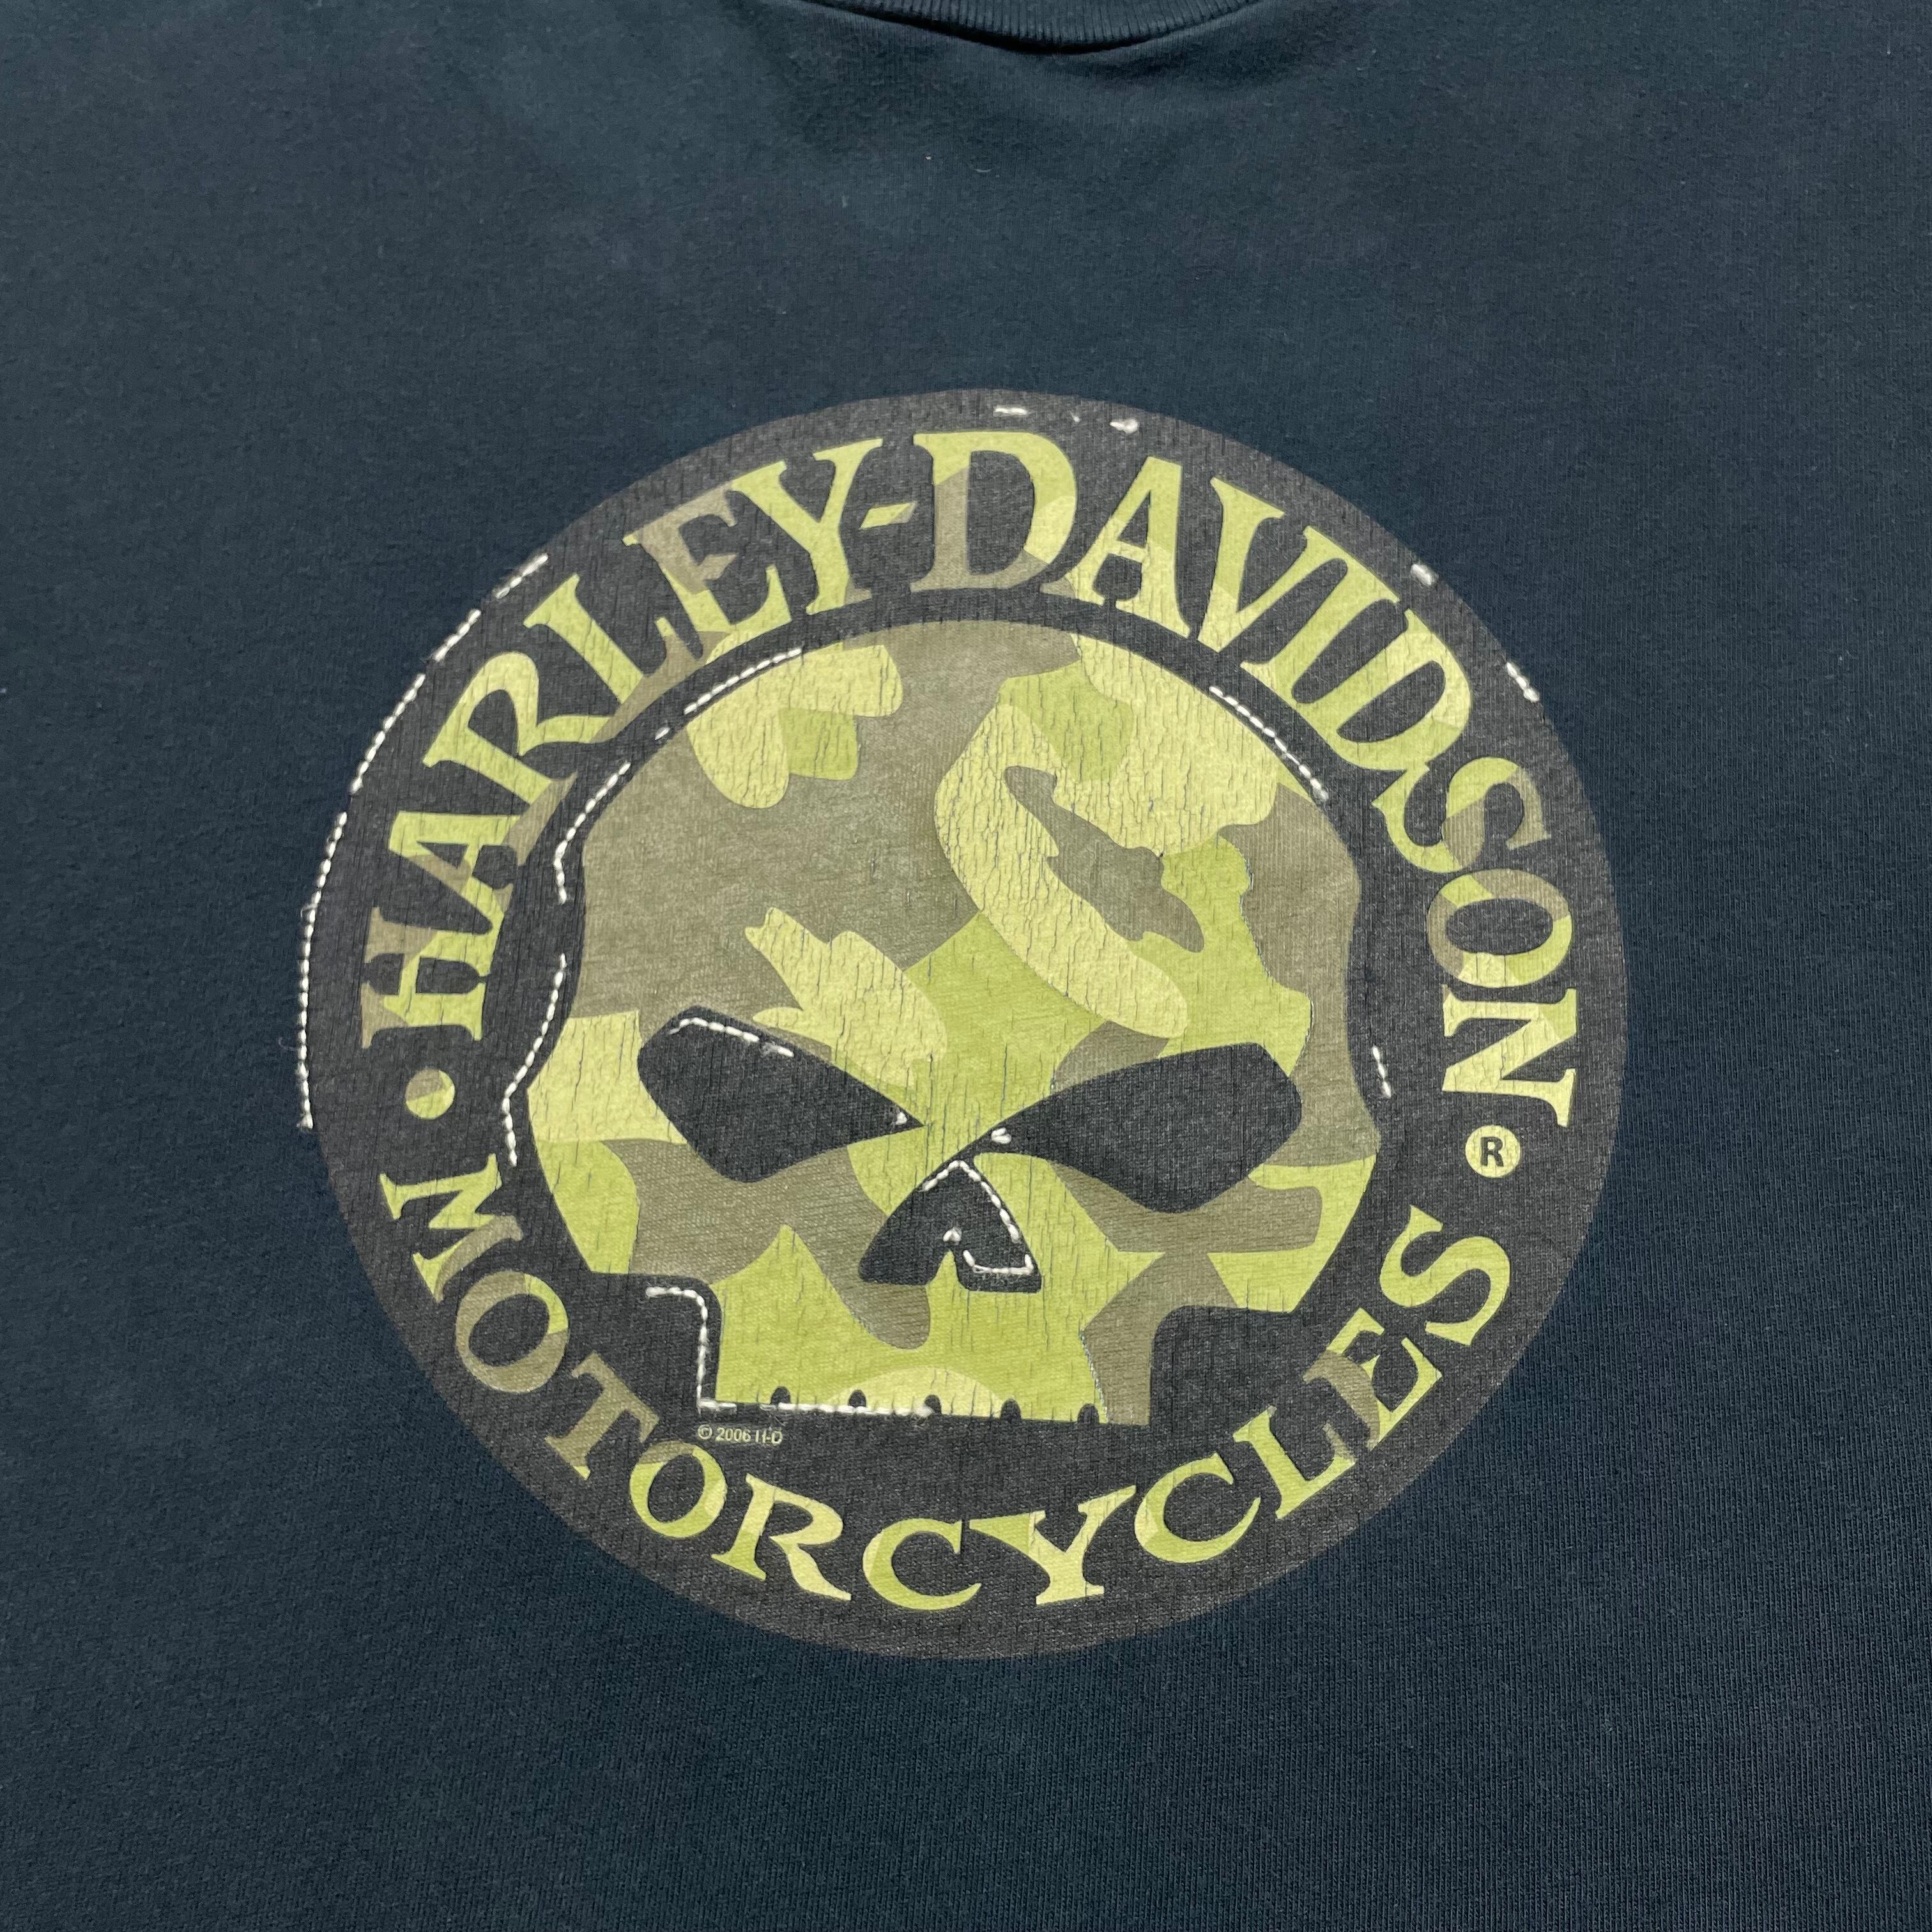 HARLEY-DAVIDSON
®
• MOTORCYCLES
© 2006 H-D